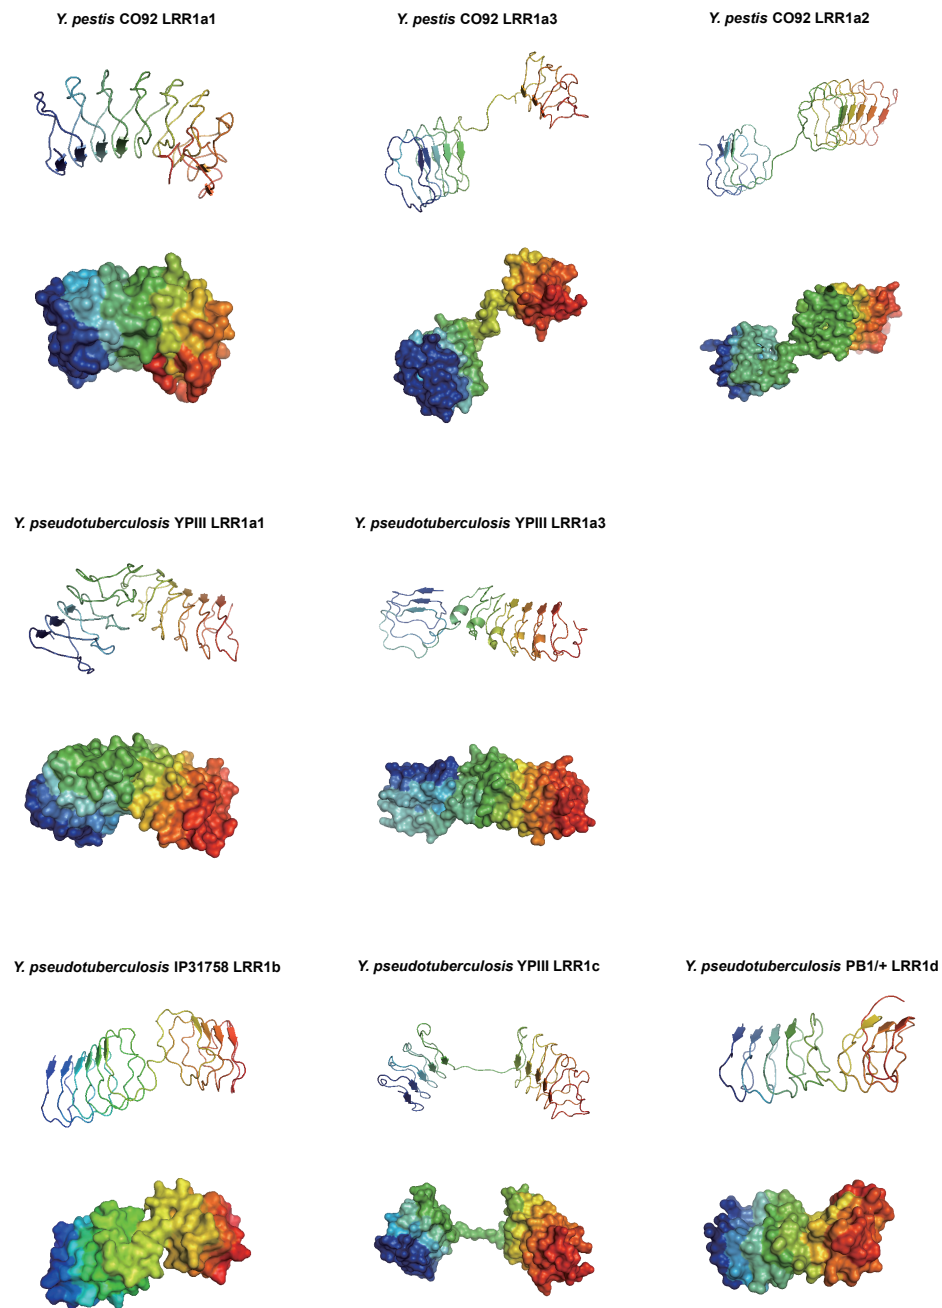 Y. pestis CO92 LRR1a1
Y. pestis CO92 LRR1a3
Y. pestis CO92 LRR1a2
Y. pseudotuberculosis YPIII LRR1a1
Y. pseudotuberculosis YPIII LRR1a3
Y. pseudotuberculosis IP31758 LRR1b
Y. pseudotuberculosis YPIII LRR1c
Y. pseudotuberculosis PB1/+ LRR1d